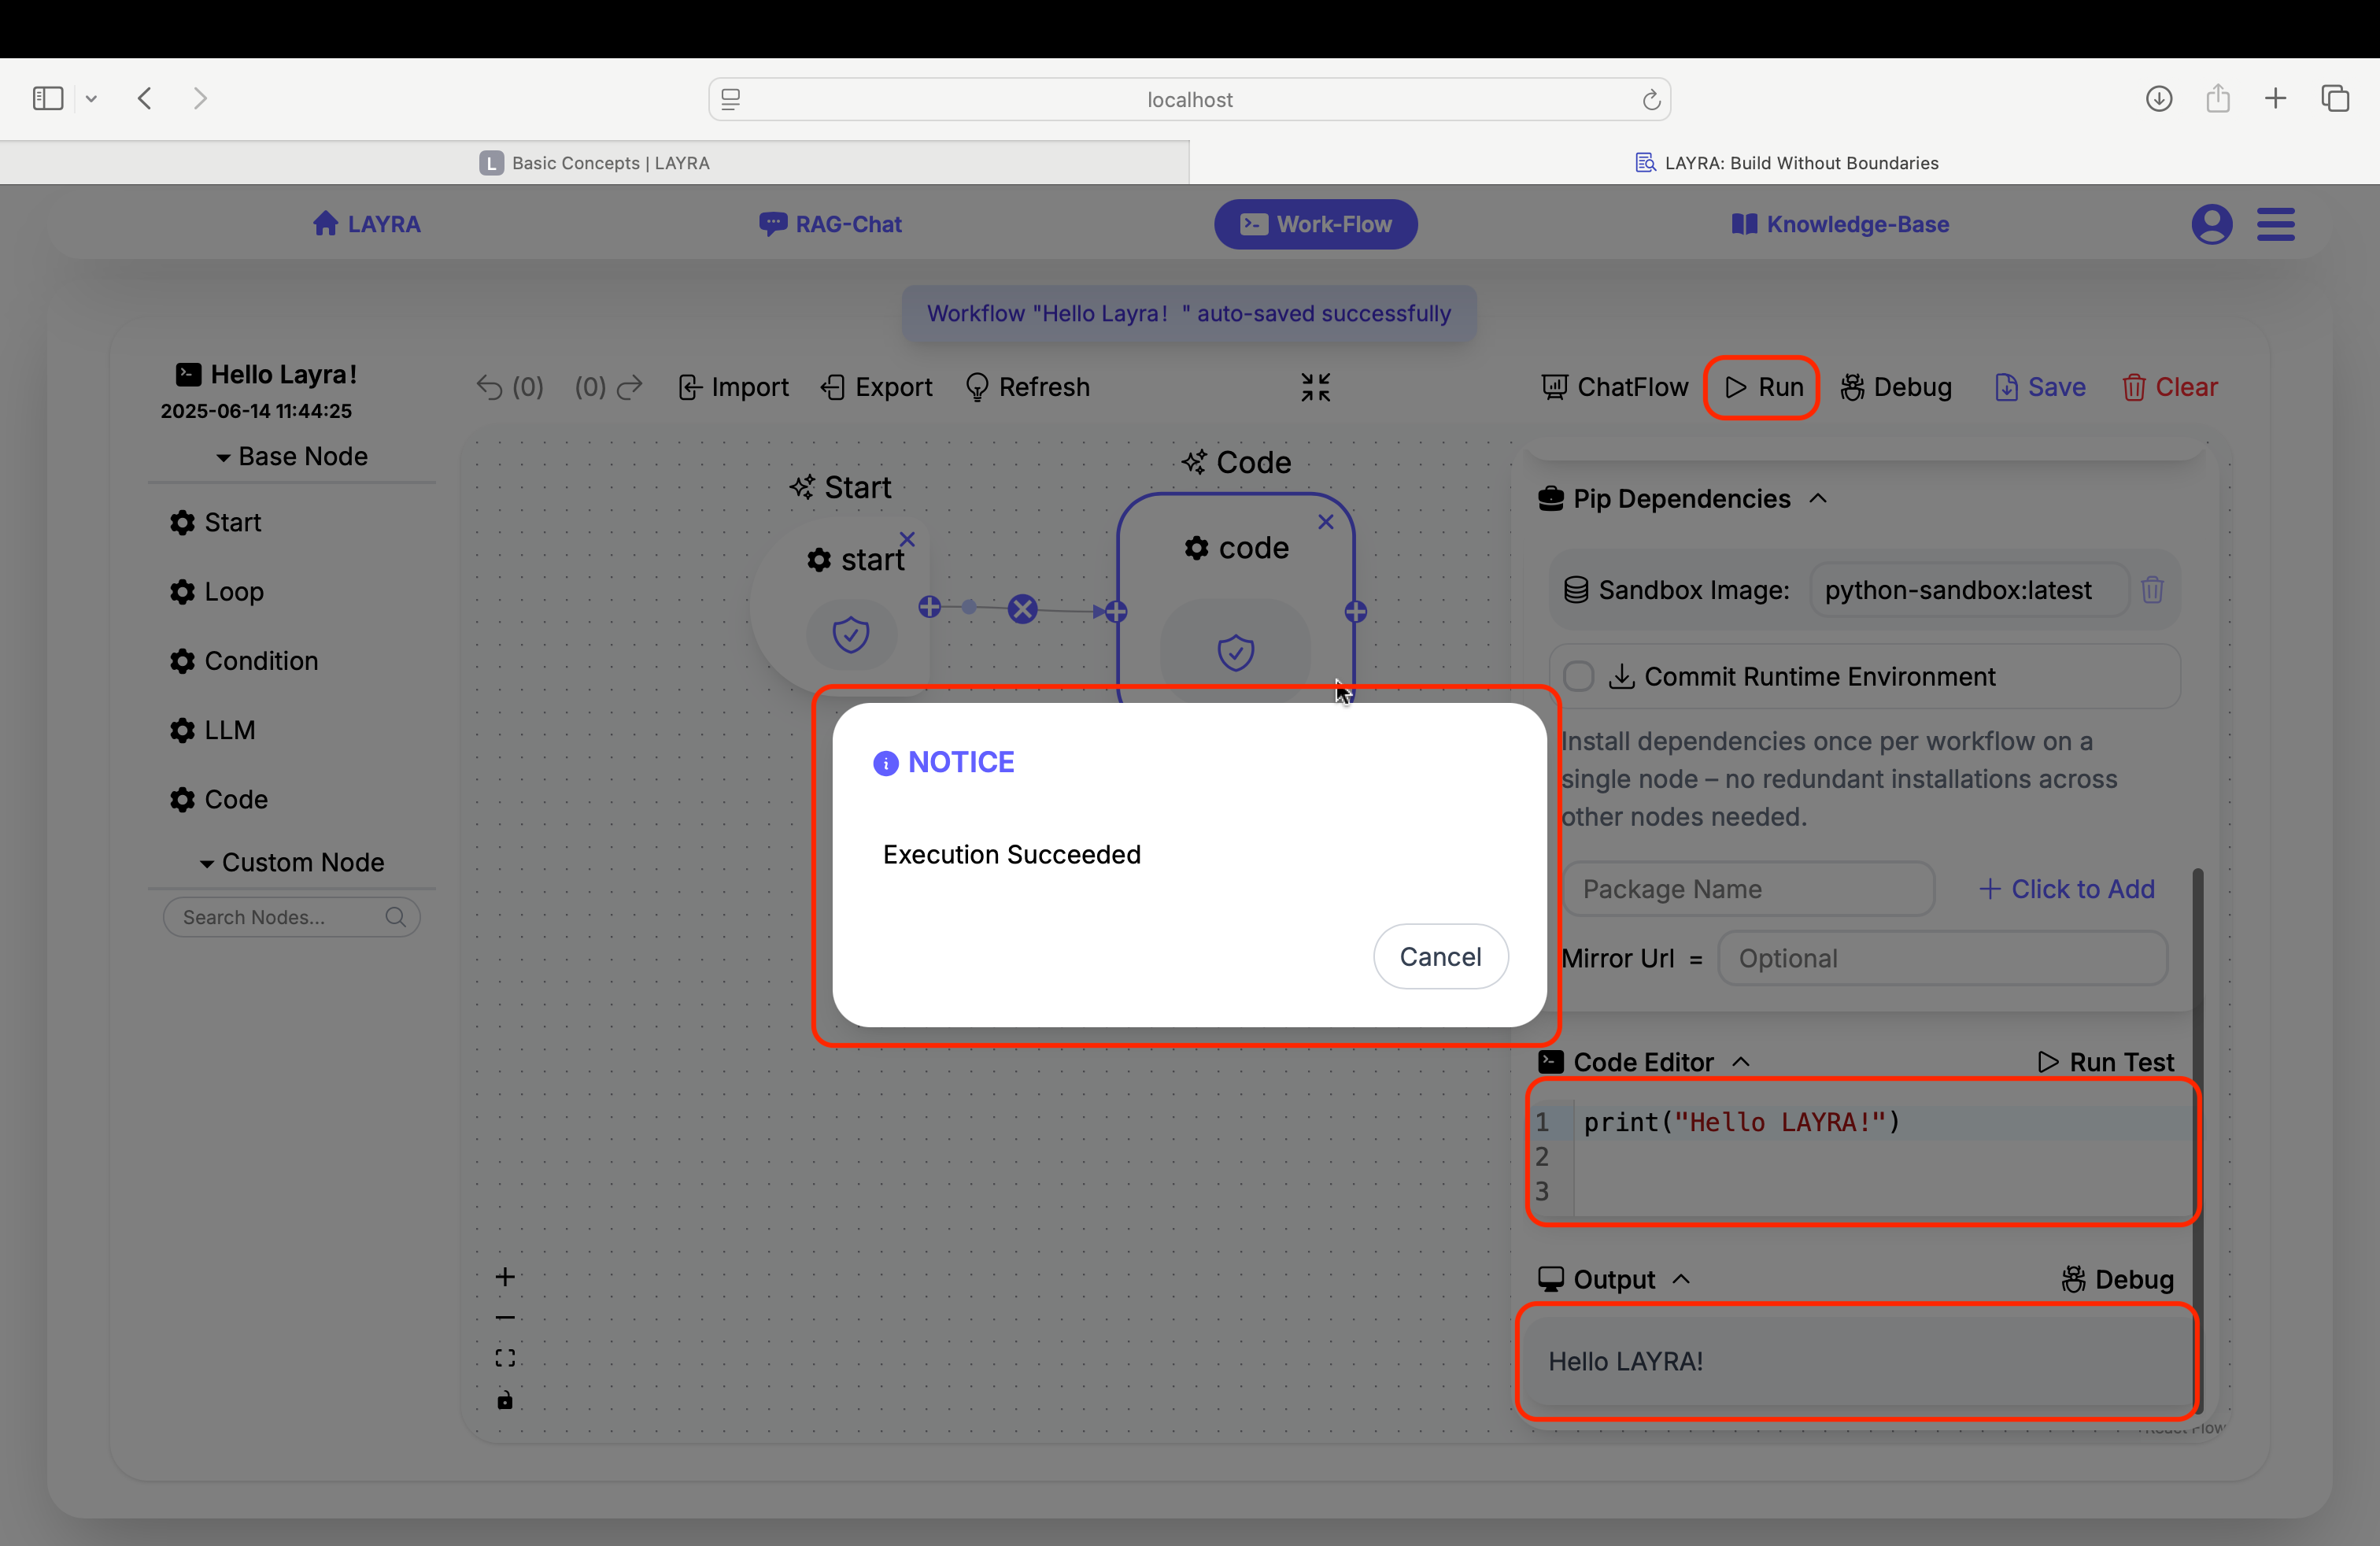 localhost
L Basic Concepts | LAYRA
LAYRA: Build Without Boundaries
LAYRA
RAG-Chat
Work-Flow
Knowledge-Base
Workflow "Hello Layra！" auto-saved successfully
Hello Layra!
2025-06-14 11:44:25
(0)
(0)
Import
Export
Refresh
ChatFlow
Run
Debug
Save
Clear
Base Node
Start
Loop
Condition
LLM
Code
Custom Node
Search Nodes...
Start
start
Code
code
NOTICE
Execution Succeeded
Cancel
Pip Dependencies
Sandbox Image: python-sandbox:latest
Commit Runtime Environment
Install dependencies once per workflow on a
single node – no redundant installations across
other nodes needed.
Package Name
Click to Add
Mirror Url = Optional
Code Editor
Run Test
1 print("Hello LAYRA!")
2
3
Output
Debug
Hello LAYRA!
React Flow